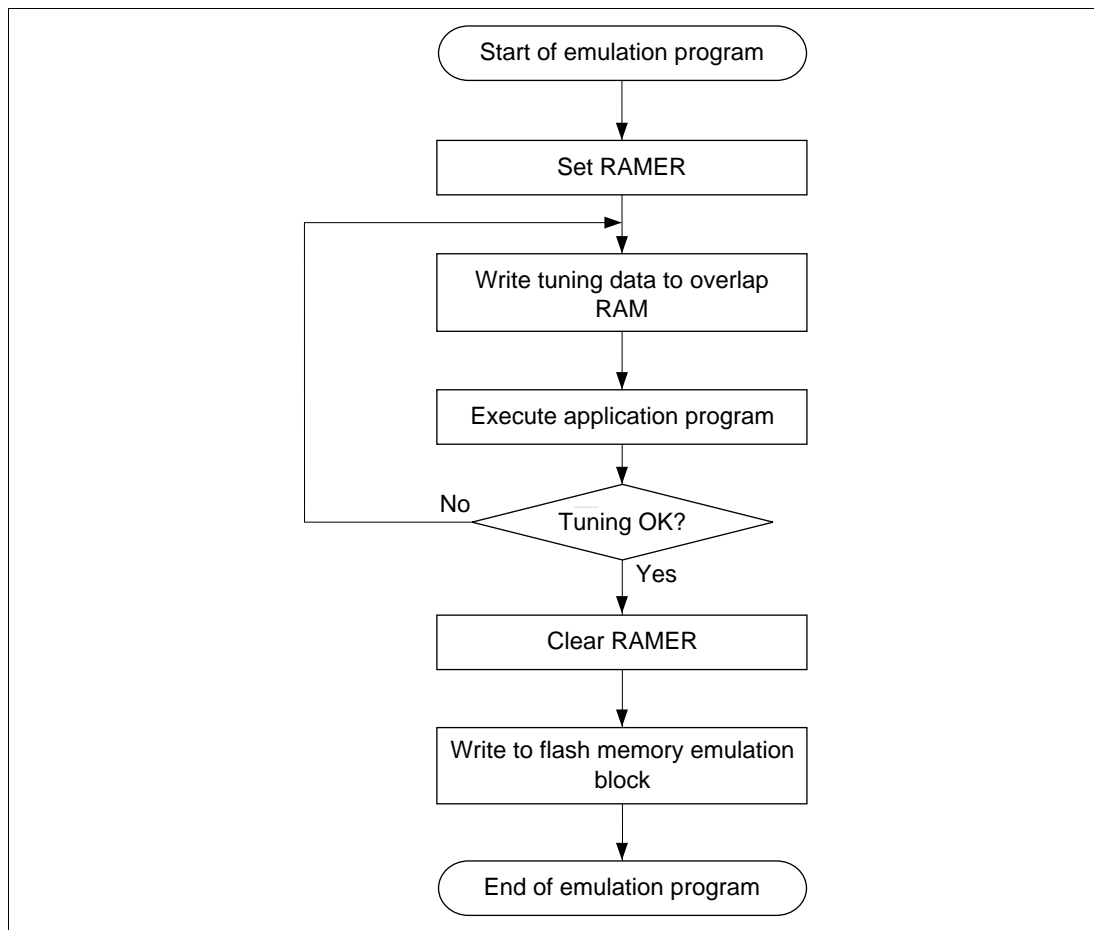 Start of emulation program
Set RAMER
Write tuning data to overlap
RAM
Execute application program
No
Tuning OK?
Yes
Clear RAMER
Write to flash memory emulation
block
End of emulation program